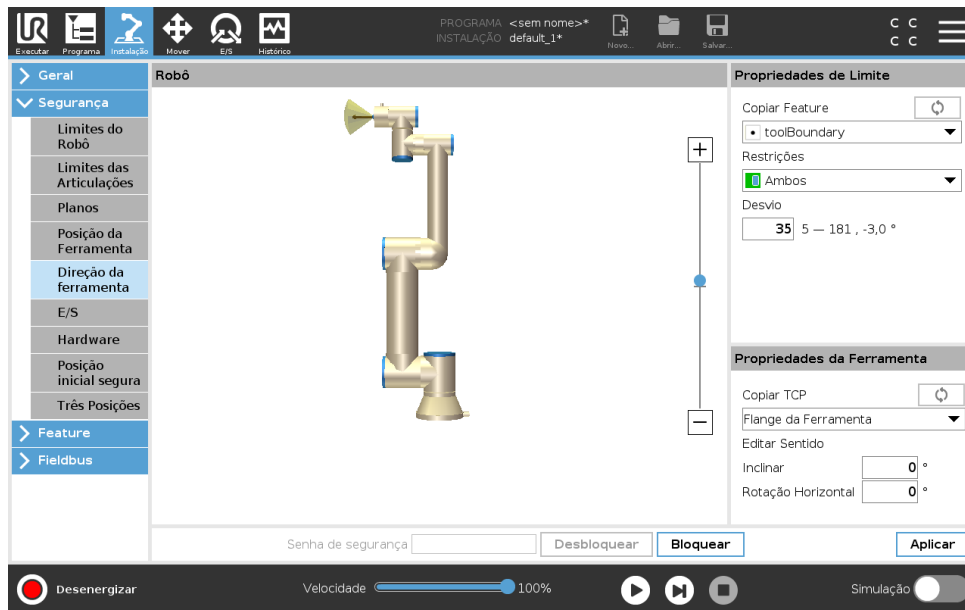 PROGRAMA <sem nome>*
INSTALAÇÃO default_1*
Executar
Programa
Instalação
Mover
E/S
Histórico
Novo...
Abrir...
Salvar...
C C
C C
Geral
Segurança
Limites do
Robô
Limites das
Articulações
Planos
Posição da
Ferramenta
Direção da
ferramenta
E/S
Hardware
Posição
inicial segura
Três Posições
Feature
Fieldbus
Robô
Propriedades de Limite
Copiar Feature
toolBoundary
Restrições
Ambos
Desvio
35 5 — 181 , -3,0 °
Propriedades da Ferramenta
Copiar TCP
Flange da Ferramenta
Editar Sentido
Inclinar 0 °
Rotação Horizontal 0 °
Senha de segurança Desbloquear Bloquear Aplicar
Desenergizar Velocidade 100% Simulação